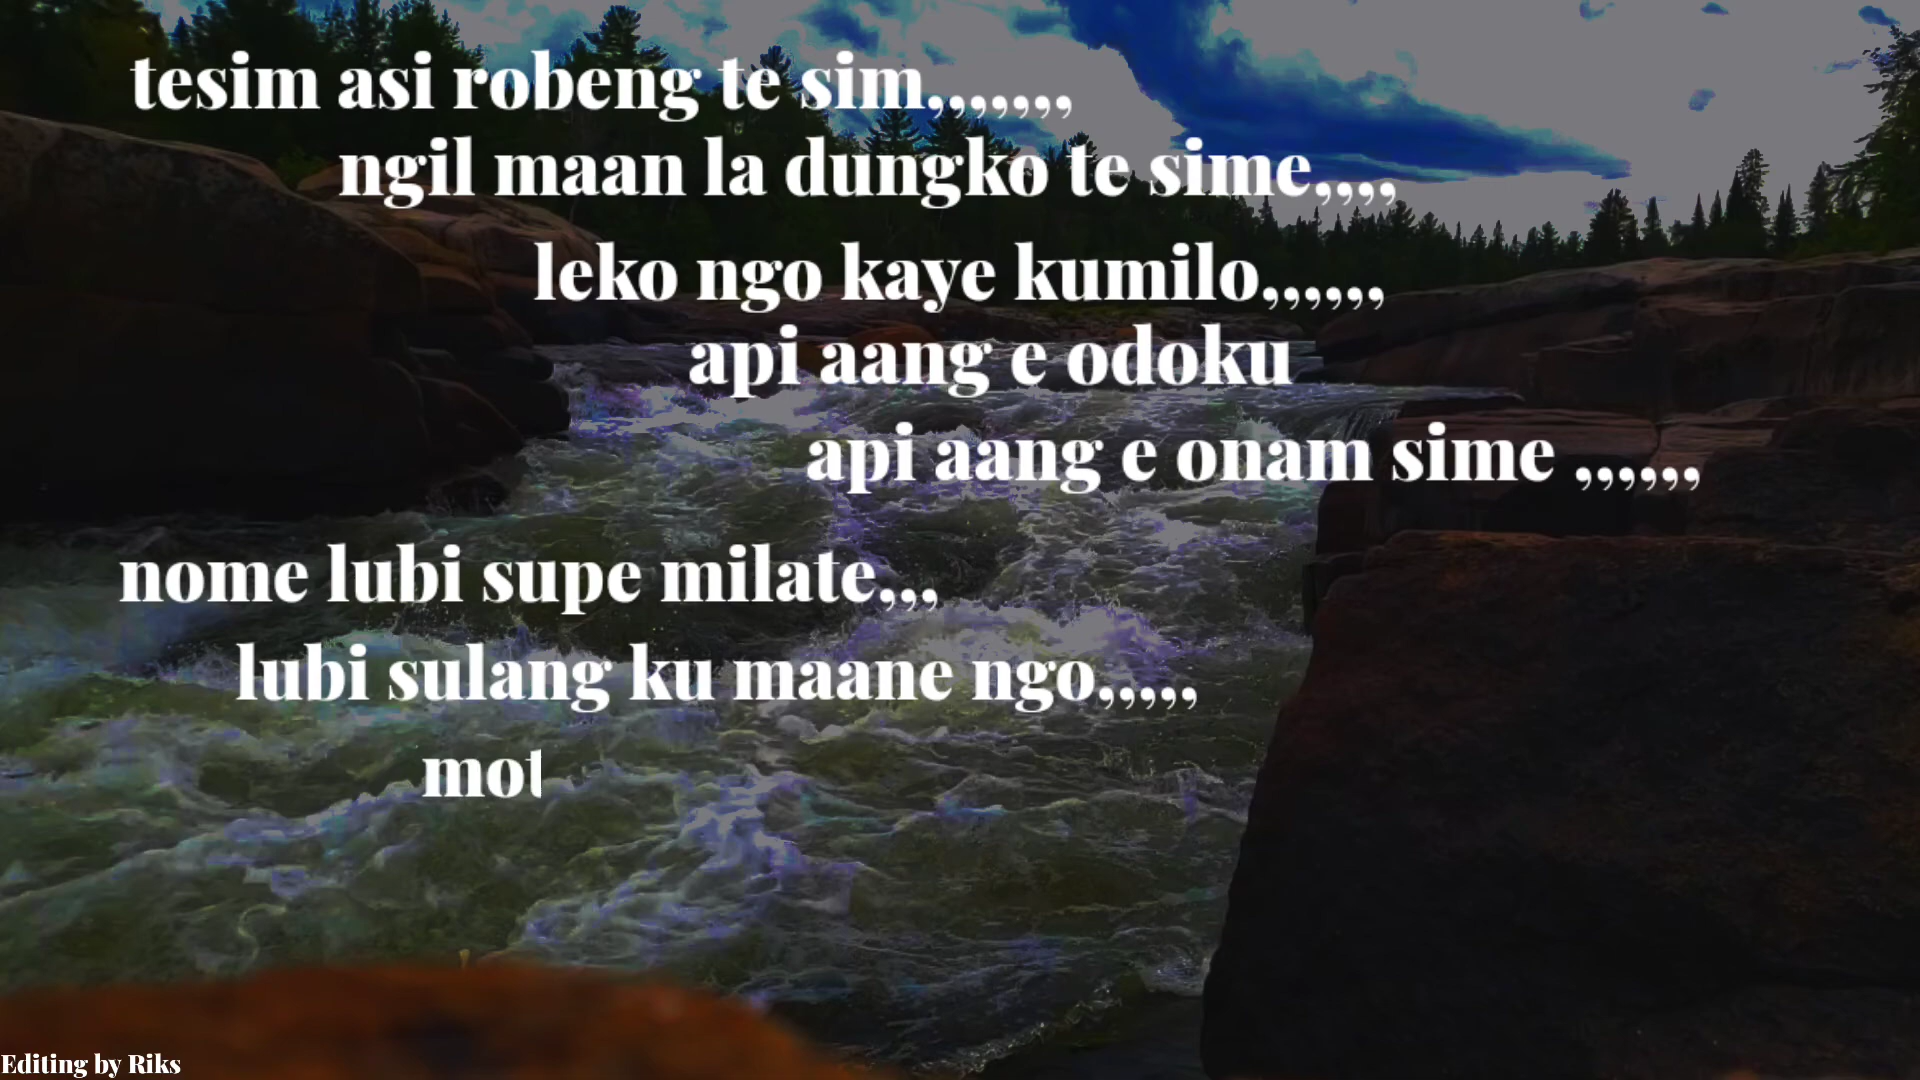 tesim asi robeng te sim,,,,,,,
ngil maan la dungko te sime,,,,
leko ngo kaye kumilo,,,,,,
api aang e odoku
api aang e onam sime ,,,,,,
nome lubi supe milate,,,
lubi sulang ku maane ngo,,,,,
mot
Editing by Riks